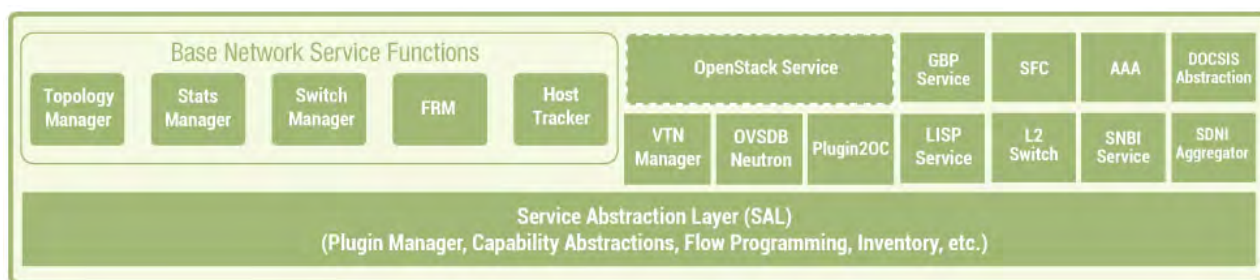 Base Network Service Functions
Topology
Manager
Stats
Manager
Switch
Manager
FRM
Host
Tracker
OpenStack Service
GBP
Service
SFC
AAA
DOCSIS
Abstraction
VTN
Manager
OVSDB
Neutron
Plugin2OC
LISP
Service
L2
Switch
SNBI
Service
SDNI
Aggregator
Service Abstraction Layer (SAL)
(Plugin Manager, Capability Abstractions, Flow Programming, Inventory, etc.)